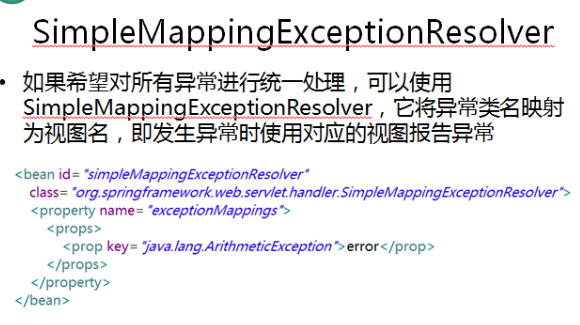 SimpleMappingExceptionResolver
• 如果希望对所有异常进行统一处理，可以使用
SimpleMappingExceptionResolver，它将异常类名映射
为视图名，即发生异常时使用对应的视图报告异常
<bean id="simpleMappingExceptionResolver"
class="org.springframework.web.servlet.handler.SimpleMappingExceptionResolver">
<property name="exceptionMappings">
<props>
<prop key="java.lang.ArithmeticException">error</prop>
</props>
</property>
</bean>